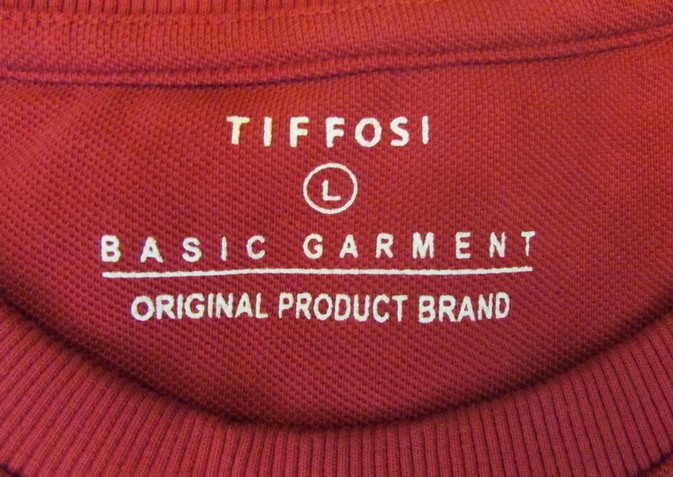 TIFFOSI
L
BASIC GARMENT
ORIGINAL PRODUCT BRAND